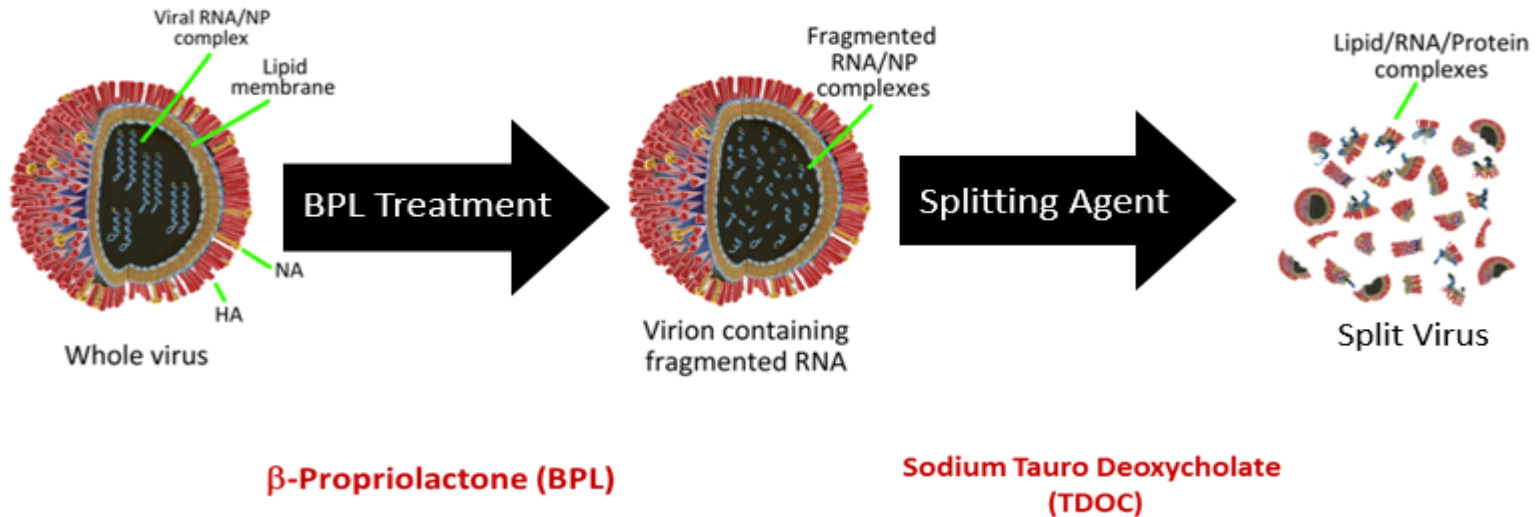 Viral RNA/NP
complex
Lipid
membrane
NA
HA
Whole virus
BPL Treatment
Fragmented
RNA/NP
complexes
Virion containing
fragmented RNA
Splitting Agent
Lipid/RNA/Protein
complexes
Split Virus
β-Propriolactone (BPL)
Sodium Tauro Deoxycholate
(TDOC)